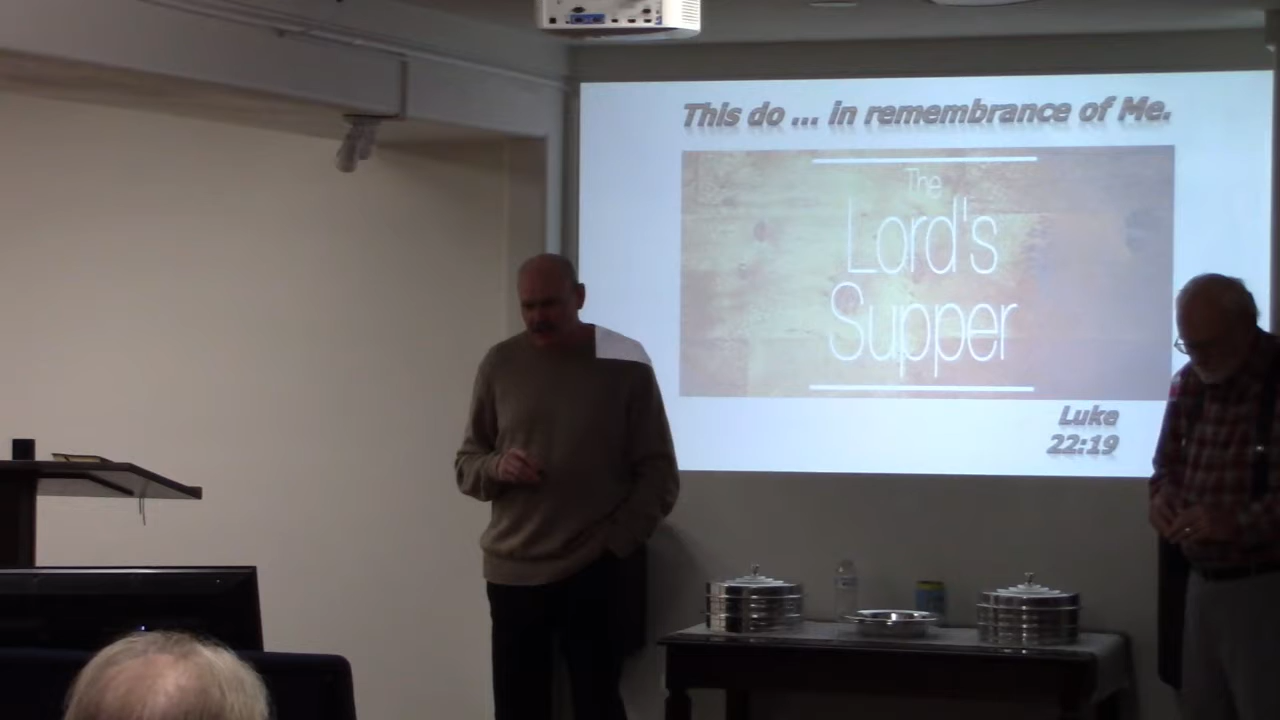 This do ... in remembrance of Me.
The
Lord's
Supper
Luke
22:19